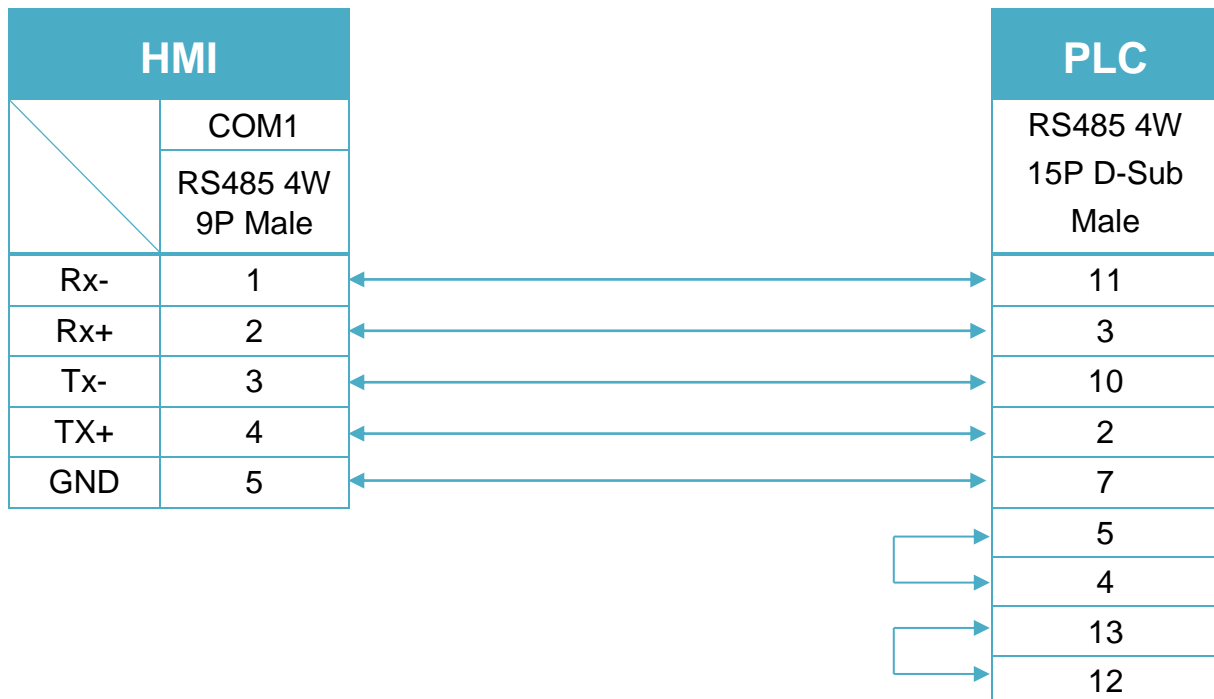 HMI
PLC
COM1
RS485 4W
9P Male
RS485 4W
15P D-Sub
Male
Rx- 1 11
Rx+ 2 3
Tx- 3 10
TX+ 4 2
GND 5 7
5
4
13
12